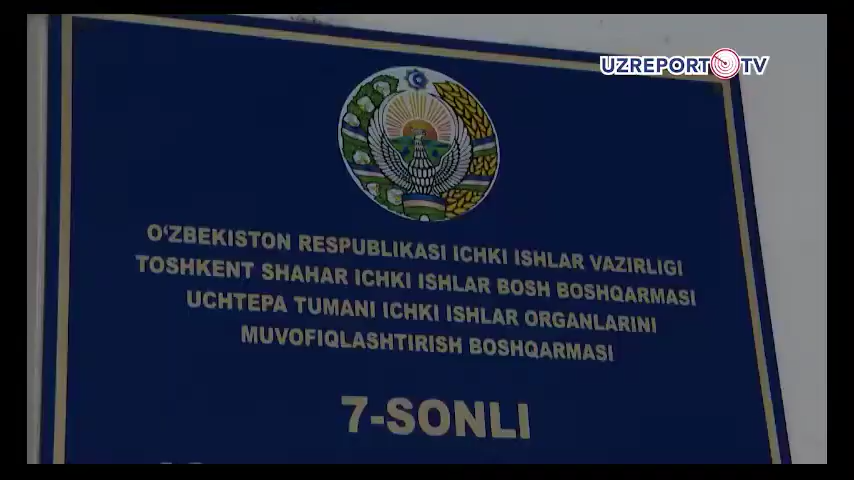 UZREPORT TV
O‘ZBEKISTON RESPUBLIKASI ICHKI ISHLAR VAZIRLIGI
TOSHKENT SHAHAR ICHKI ISHLAR BOSH BOSHQARMASI
UCHTEPA TUMANI ICHKI ISHLAR ORGANLARINI
MUVOFIQLASHTIRISH BOSHQARMASI
7-SONLI